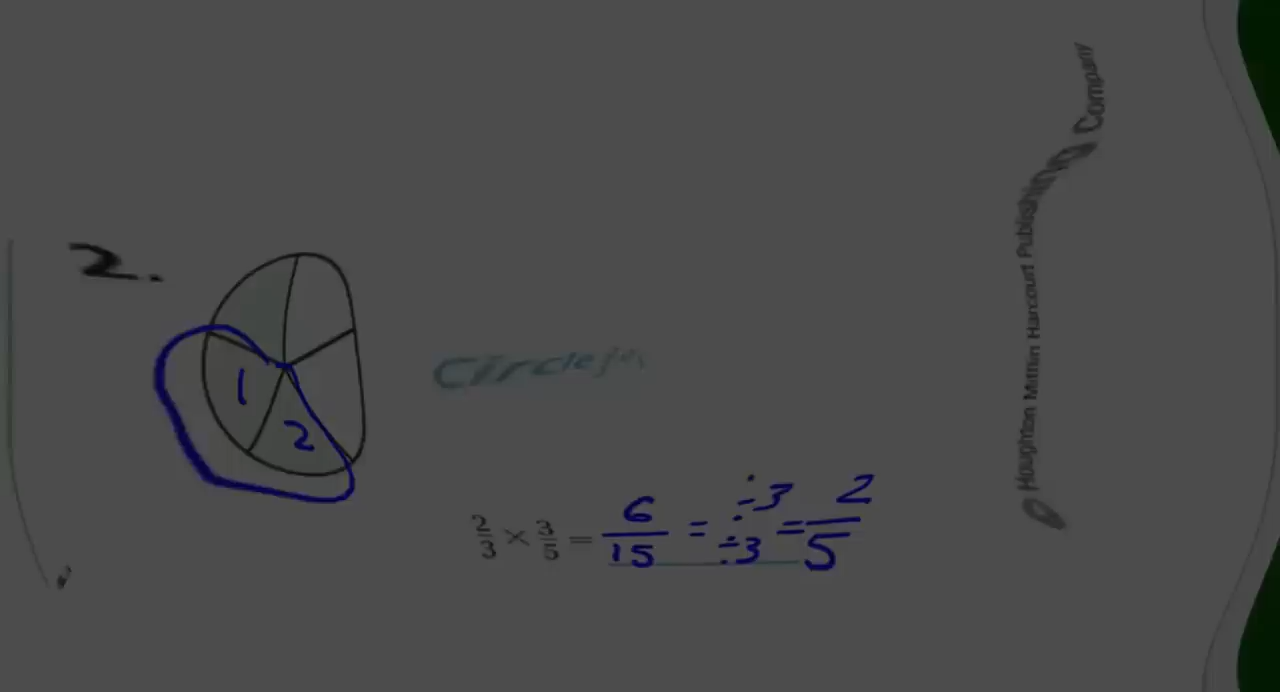 2.
1
2
Circle
2/3 × 3/5 = 6/15 = ÷3/÷3 = 2/5
Houghton Mifflin Harcourt Publishing Company